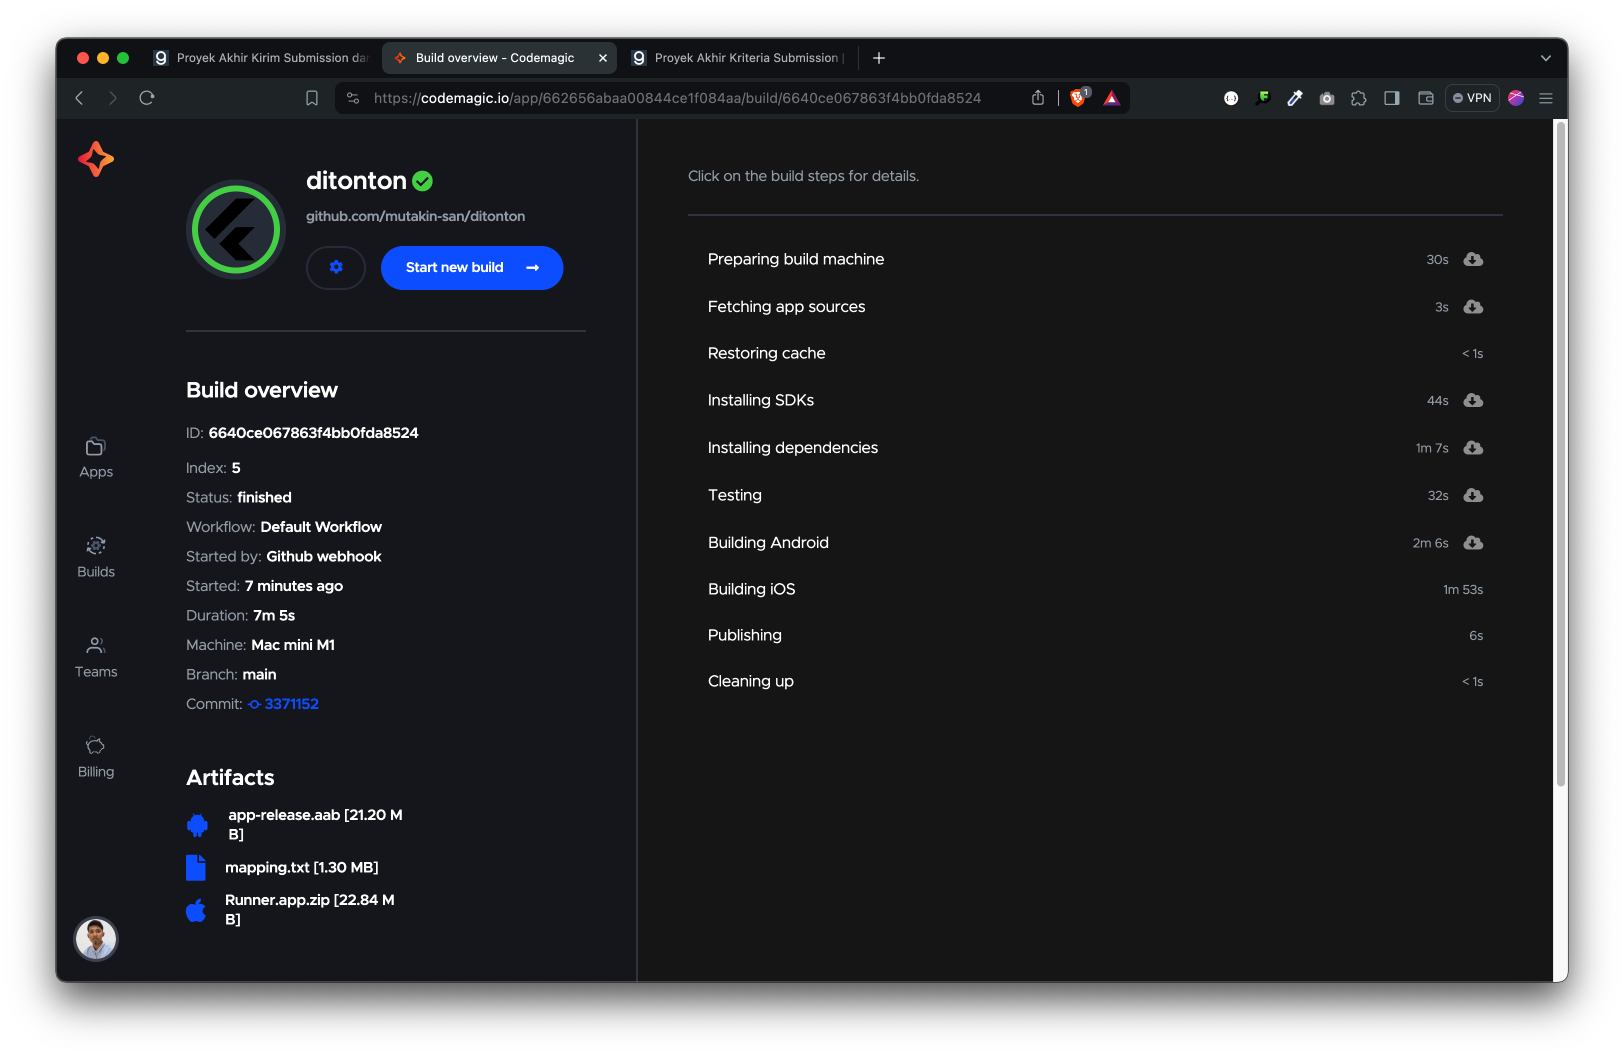 Proyek Akhir Kirim Submission da
Build overview - Codemagic
Proyek Akhir Kriteria Submission |
https://codemagic.io/app/662656abaa00844ce1f084aa/build/6640ce067863f4bb0fda8524
1
VPN
ditonton
github.com/mutakin-san/ditonton
Start new build
Build overview
ID: 6640ce067863f4bb0fda8524
Index: 5
Status: finished
Workflow: Default Workflow
Started by: Github webhook
Started: 7 minutes ago
Duration: 7m 5s
Machine: Mac mini M1
Branch: main
Commit: 3371152
Artifacts
app-release.aab [21.20 M
B]
mapping.txt [1.30 MB]
Runner.app.zip [22.84 M
B]
Apps
Builds
Teams
Billing
Click on the build steps for details.
Preparing build machine 30s
Fetching app sources 3s
Restoring cache < 1s
Installing SDKs 44s
Installing dependencies 1m 7s
Testing 32s
Building Android 2m 6s
Building iOS 1m 53s
Publishing 6s
Cleaning up < 1s